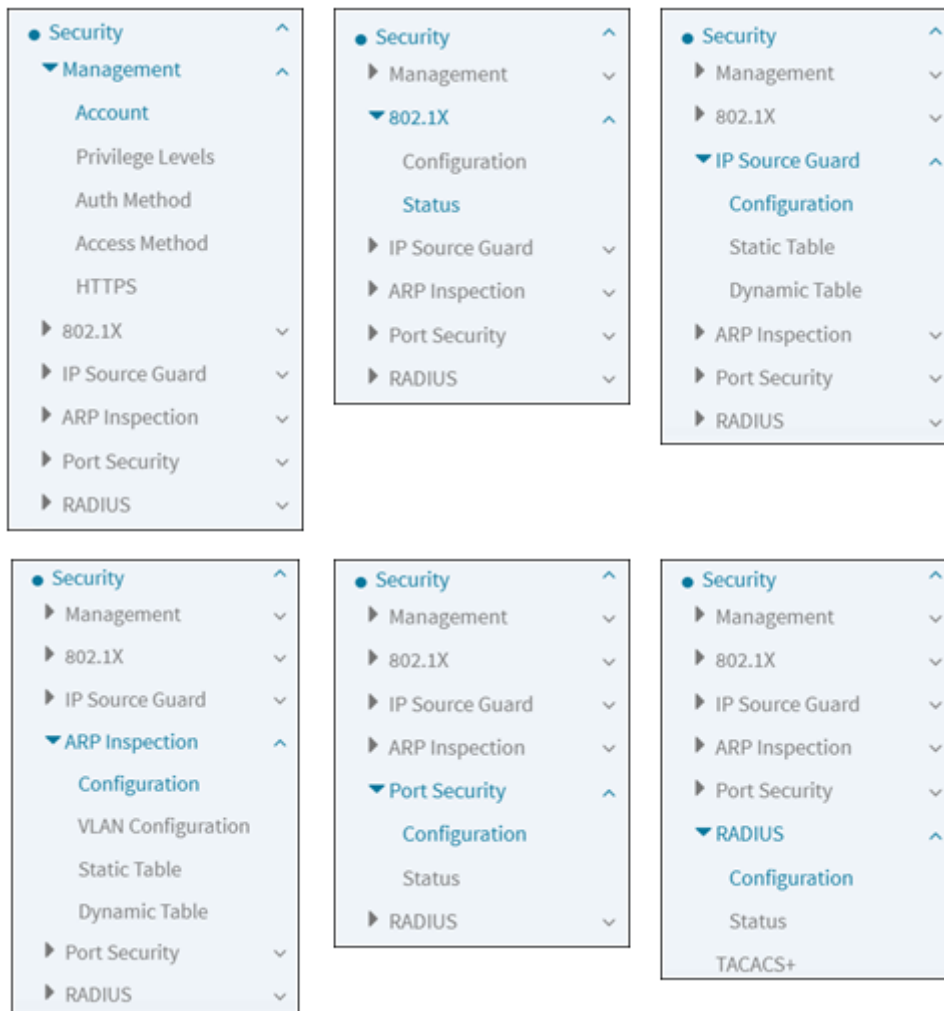 Security
Management
Account
Privilege Levels
Auth Method
Access Method
HTTPS
802.1X
IP Source Guard
ARP Inspection
Port Security
RADIUS
Security
Management
802.1X
Configuration
Status
IP Source Guard
ARP Inspection
Port Security
RADIUS
Security
Management
802.1X
IP Source Guard
Configuration
Static Table
Dynamic Table
ARP Inspection
Port Security
RADIUS
Security
Management
802.1X
IP Source Guard
ARP Inspection
Configuration
VLAN Configuration
Static Table
Dynamic Table
Port Security
RADIUS
Security
Management
802.1X
IP Source Guard
ARP Inspection
Port Security
Configuration
Status
RADIUS
Security
Management
802.1X
IP Source Guard
ARP Inspection
Port Security
RADIUS
Configuration
Status
TACACS+